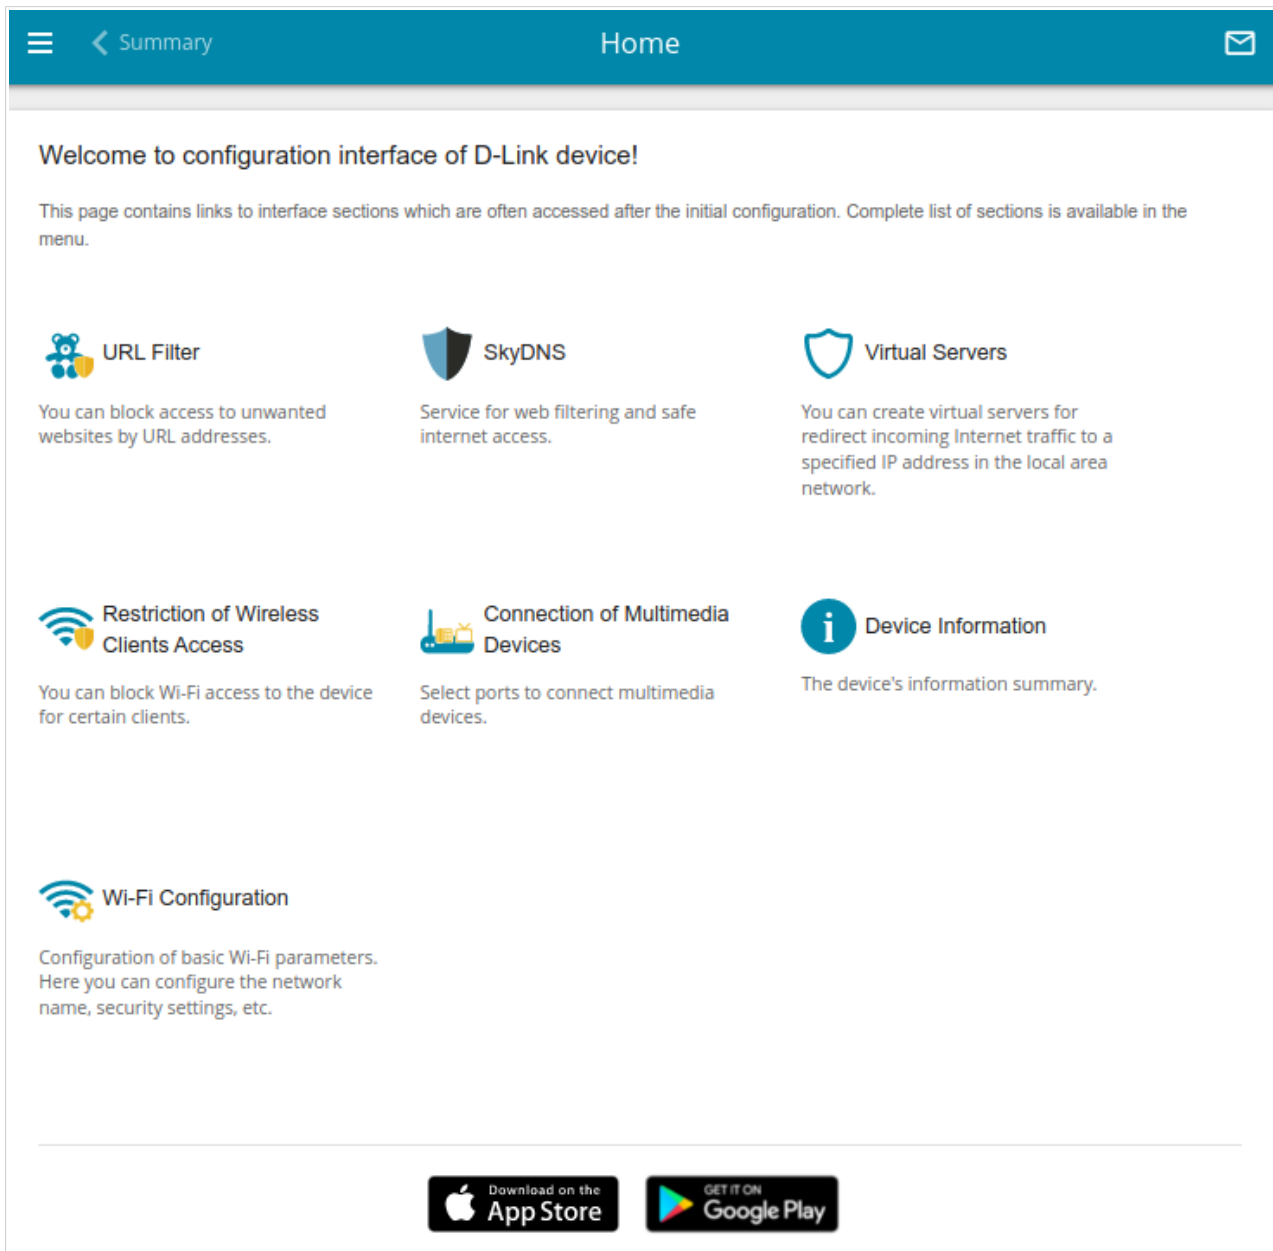 Summary
Home
Welcome to configuration interface of D-Link device!
This page contains links to interface sections which are often accessed after the initial configuration. Complete list of sections is available in the
menu.
URL Filter
You can block access to unwanted
websites by URL addresses.
SkyDNS
Service for web filtering and safe
internet access.
Virtual Servers
You can create virtual servers for
redirect incoming Internet traffic to a
specified IP address in the local area
network.
Restriction of Wireless
Clients Access
You can block Wi-Fi access to the device
for certain clients.
Connection of Multimedia
Devices
Select ports to connect multimedia
devices.
Device Information
The device's information summary.
Wi-Fi Configuration
Configuration of basic Wi-Fi parameters.
Here you can configure the network
name, security settings, etc.
Download on the
App Store
GET IT ON
Google Play